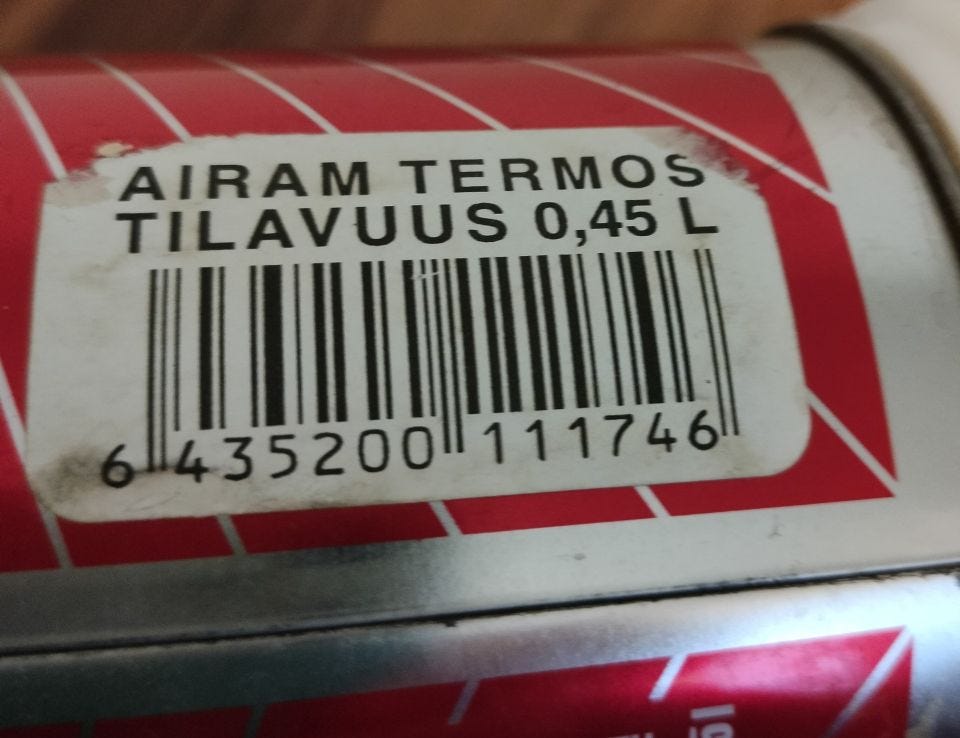 AIRAM TERMOS
TILAVUUS 0,45 L
6 435200 111746